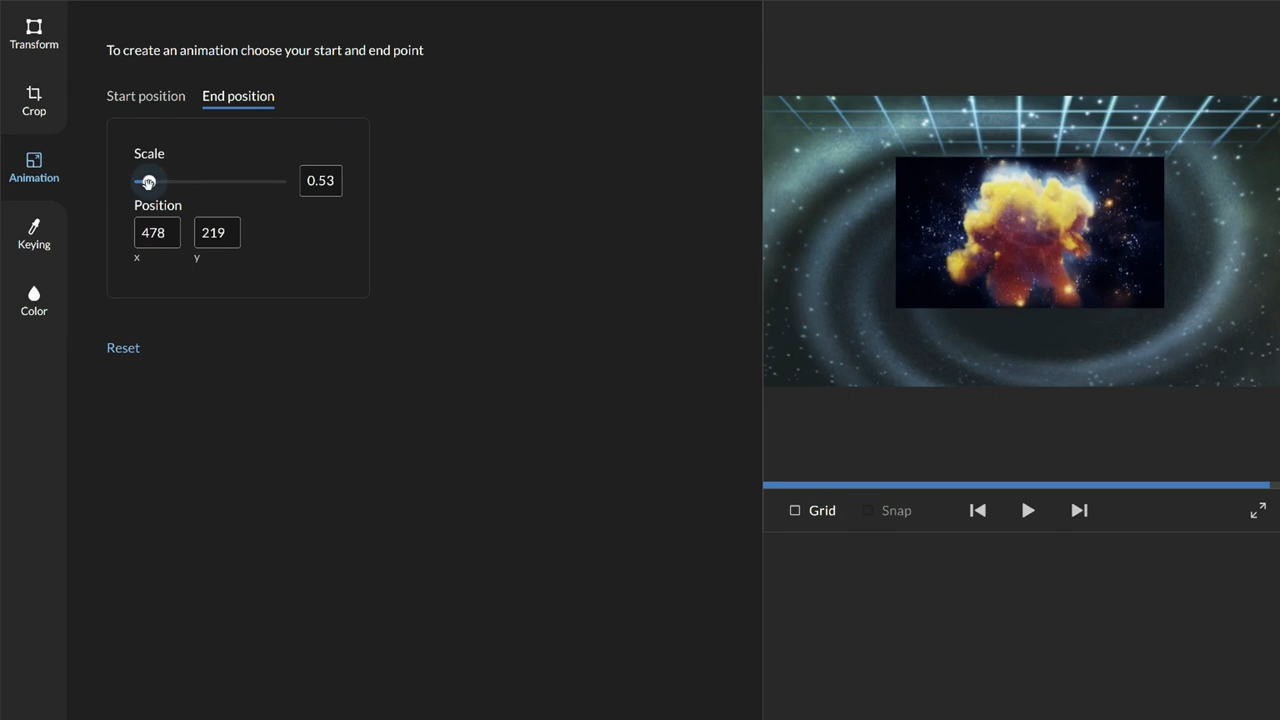 Transform
Crop
Animation
Keying
Color
To create an animation choose your start and end point
Start position
End position
Scale
0.53
Position
478
219
x
y
Reset
Grid
Snap